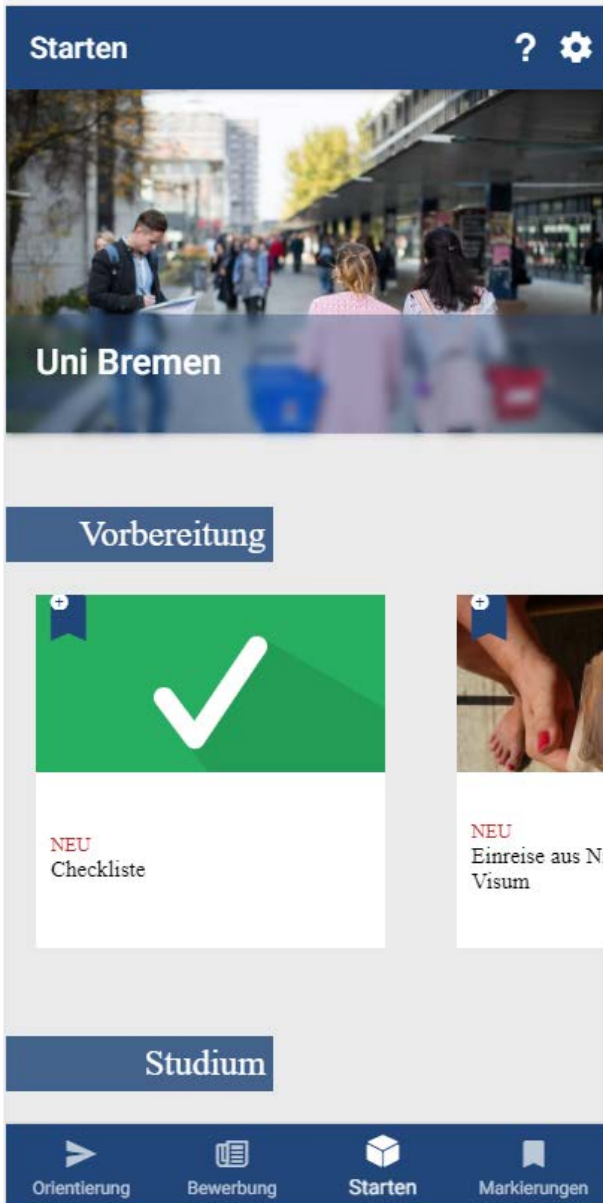 Starten
?
Uni Bremen
Vorbereitung
NEU
Checkliste
NEU
Einreise aus
Visum
Studium
Orientierung
Bewerbung
Starten
Markierungen